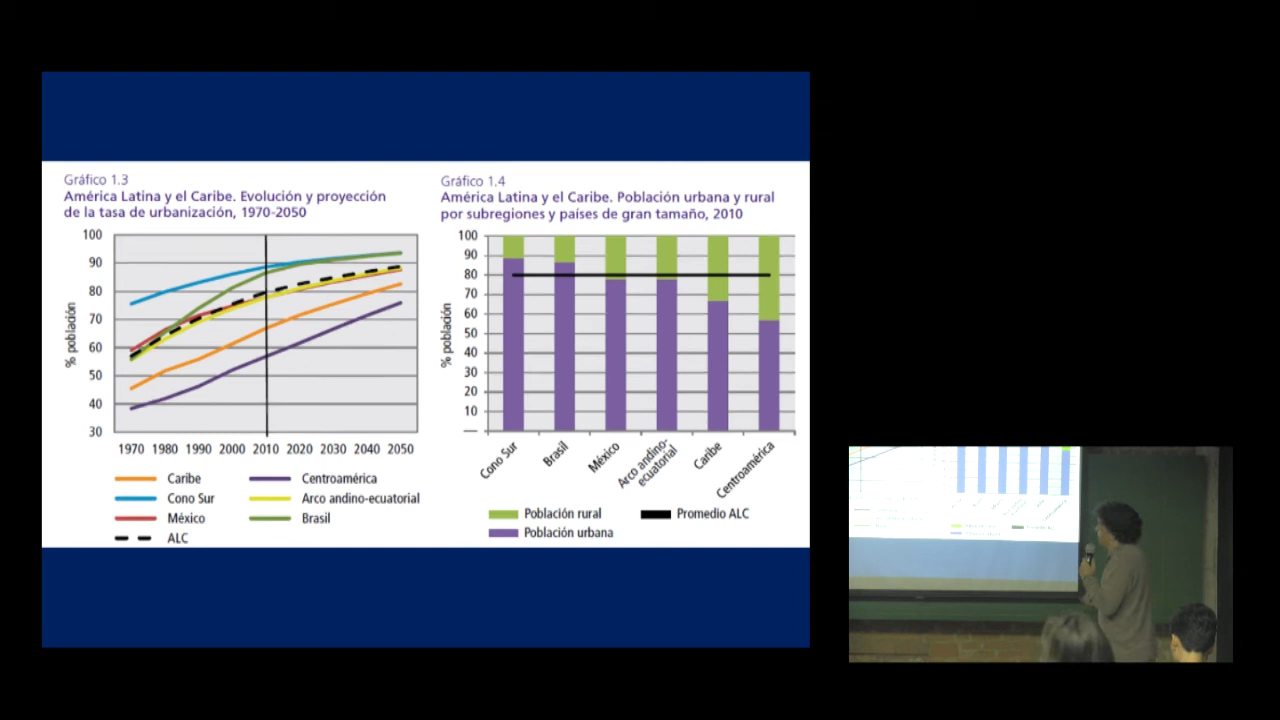 Gráfico 1.3
América Latina y el Caribe. Evolución y proyección
de la tasa de urbanización, 1970-2050
100
90
80
70
60
50
40
30
% población
1970 1980 1990 2000 2010 2020 2030 2040 2050
Caribe
Centroamérica
Cono Sur
Arco andino-ecuatorial
México
Brasil
ALC
Gráfico 1.4
América Latina y el Caribe. Población urbana y rural
por subregiones y países de gran tamaño, 2010
100
90
80
70
60
50
40
30
20
10
—
% población
Cono Sur
Brasil
México
Arco andino-
ecuatorial
Caribe
Centroamérica
Población rural
Promedio ALC
Población urbana